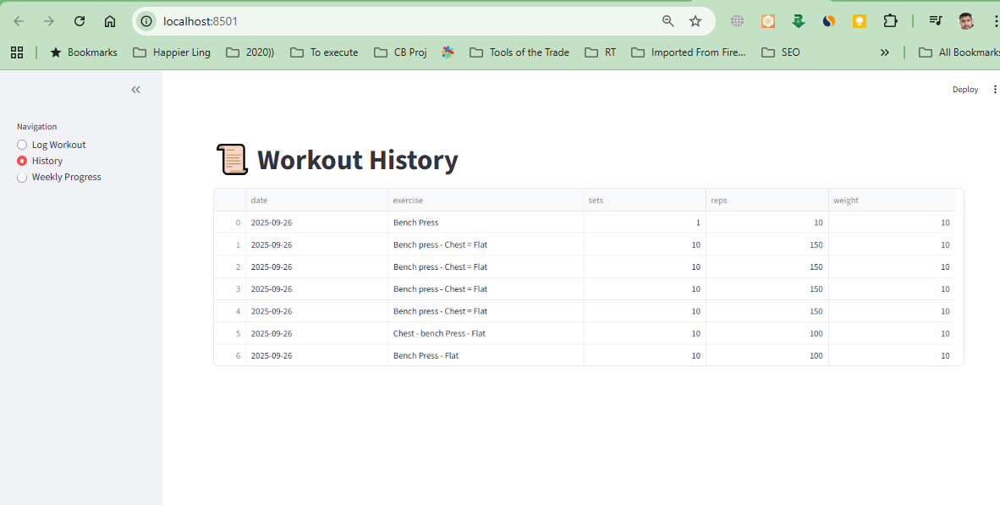 localhost:8501
Bookmarks Happier Ling 2020)) To execute CB Proj Tools of the Trade RT Imported From Fire... SEO » All Bookmarks
Deploy
Navigation
Log Workout
History
Weekly Progress
Workout History
date exercise sets reps weight
0 2025-09-26 Bench Press 1 10 10
1 2025-09-26 Bench press - Chest = Flat 10 150 10
2 2025-09-26 Bench press - Chest = Flat 10 150 10
3 2025-09-26 Bench press - Chest = Flat 10 150 10
4 2025-09-26 Bench press - Chest = Flat 10 150 10
5 2025-09-26 Chest - bench Press - Flat 10 100 10
6 2025-09-26 Bench Press - Flat 10 100 10